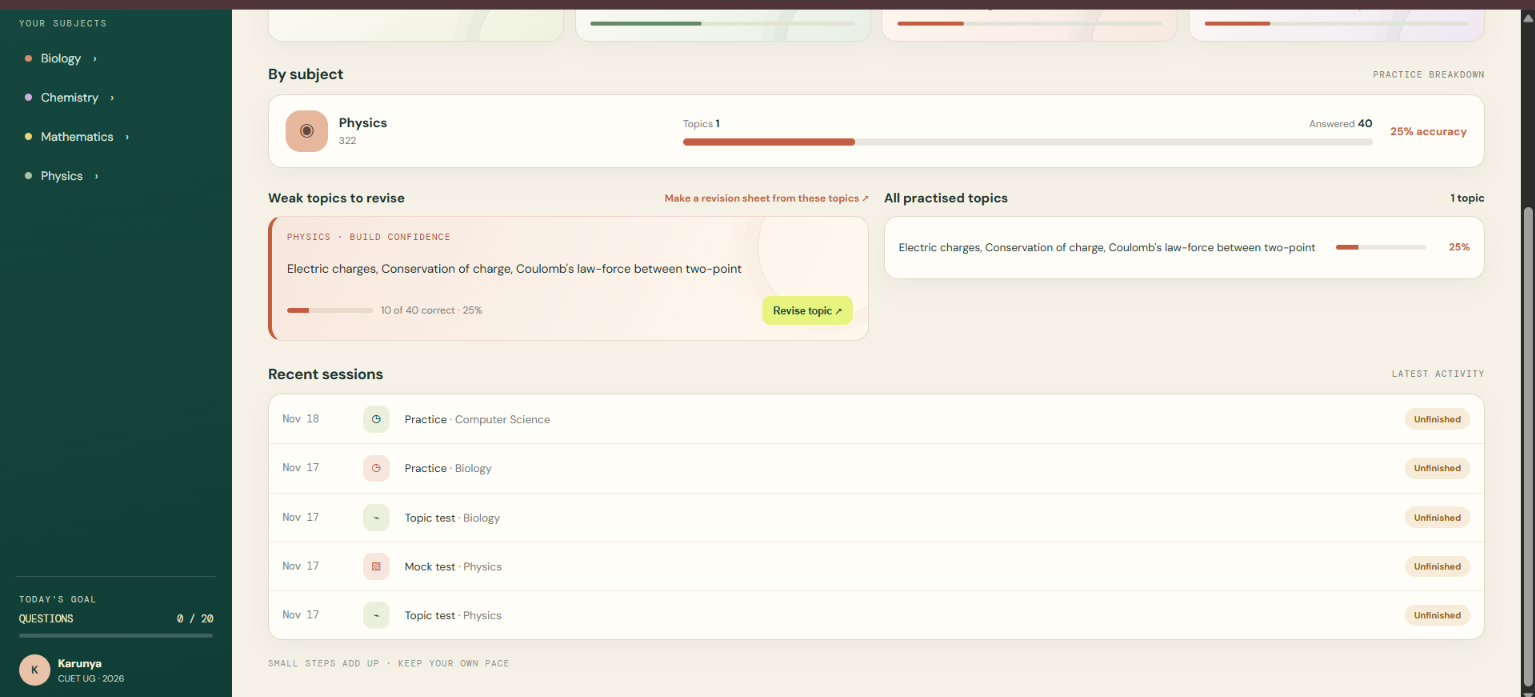 YOUR SUBJECTS
Biology ›
Chemistry ›
Mathematics ›
Physics ›
TODAY'S GOAL
QUESTIONS 0 / 20
K
Karunya
CUET UG · 2026
By subject
PRACTICE BREAKDOWN
Physics
322
Topics 1
Answered 40
25% accuracy
Weak topics to revise
Make a revision sheet from these topics ↗
PHYSICS · BUILD CONFIDENCE
Electric charges, Conservation of charge, Coulomb's law-force between two-point
10 of 40 correct · 25%
Revise topic ↗
All practised topics
1 topic
Electric charges, Conservation of charge, Coulomb's law-force between two-point 25%
Recent sessions
LATEST ACTIVITY
Nov 18 Practice · Computer Science Unfinished
Nov 17 Practice · Biology Unfinished
Nov 17 Topic test · Biology Unfinished
Nov 17 Mock test · Physics Unfinished
Nov 17 Topic test · Physics Unfinished
SMALL STEPS ADD UP · KEEP YOUR OWN PACE